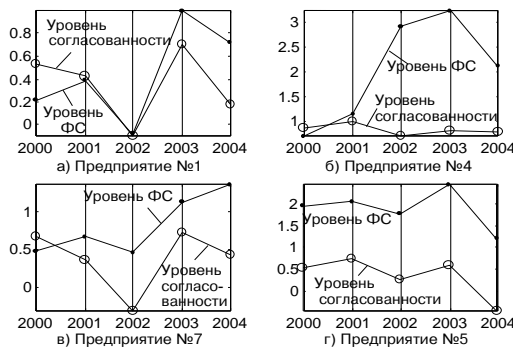 0.8
0.6
0.4
0.2
0
Уровень
согласованности
Уровень
ФС
2000 2001 2002 2003 2004
а) Предприятие №1
3
2.5
2
1.5
1
Уровень ФС
Уровень
согласованности
2000 2001 2002 2003 2004
б) Предприятие №4
1
0.5
0
Уровень ФС
Уровень
согласо-
ванности
2000 2001 2002 2003 2004
в) Предприятие №7
2
1.5
1
0.5
0
Уровень ФС
Уровень
согласованности
2000 2001 2002 2003 2004
г) Предприятие №5